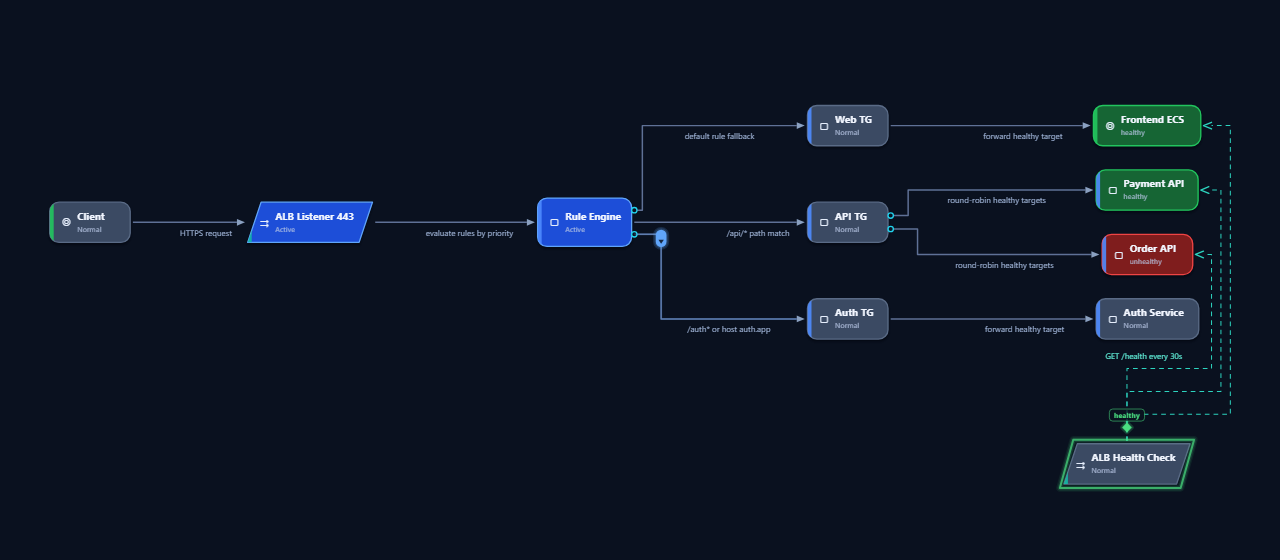 Client
Normal
HTTPS request
ALB Listener 443
Active
evaluate rules by priority
Rule Engine
Active
default rule fallback
/api/* path match
/auth* or host auth.app
Web TG
Normal
forward healthy target
Frontend ECS
healthy
API TG
Normal
round-robin healthy targets
Payment API
healthy
round-robin healthy targets
Order API
unhealthy
Auth TG
Normal
forward healthy target
Auth Service
Normal
GET /health every 30s
healthy
ALB Health Check
Normal